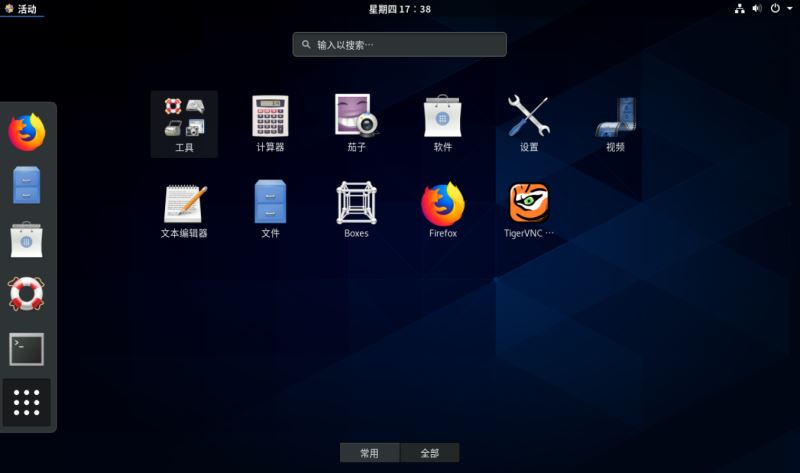 活动
星期四 17：38
输入以搜索…
工具
计算器
茄子
软件
设置
视频
文本编辑器
文件
Boxes
Firefox
TigerVNC …
>_
常用
全部